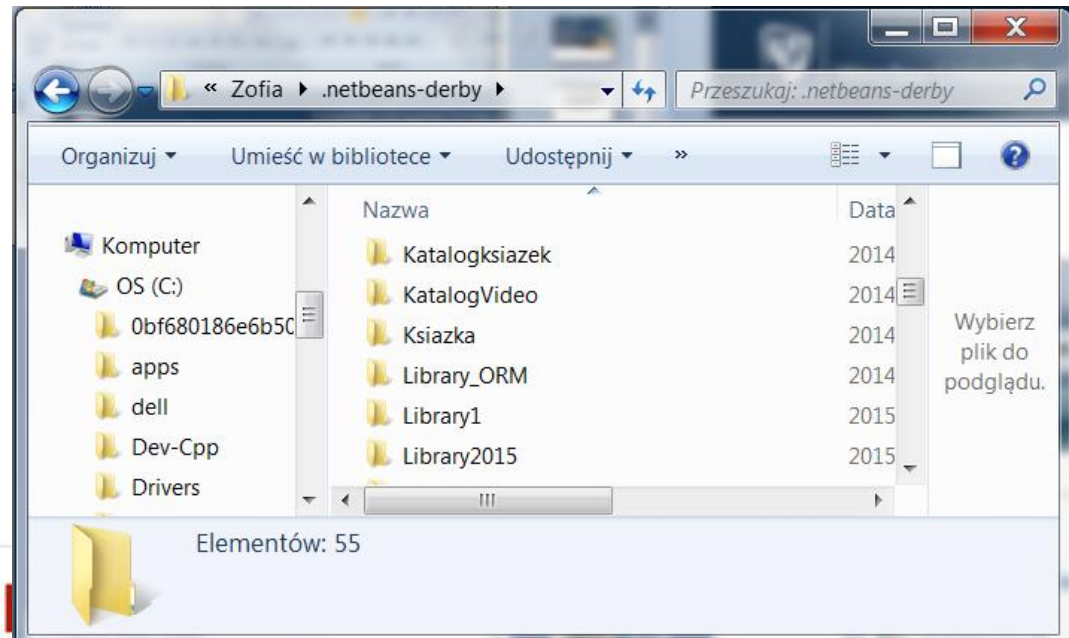 « Zofia ▸ .netbeans-derby ▸
Przeszukaj: .netbeans-derby
Organizuj
Umieść w bibliotece
Udostępnij
»
Komputer
OS (C:)
0bf680186e6b50
apps
dell
Dev-Cpp
Drivers
Nazwa
Data
Katalogksiazek
2014
KatalogVideo
2014
Ksiazka
2014
Library_ORM
2014
Library1
2015
Library2015
2015
Wybierz
plik do
podglądu.
Elementów: 55